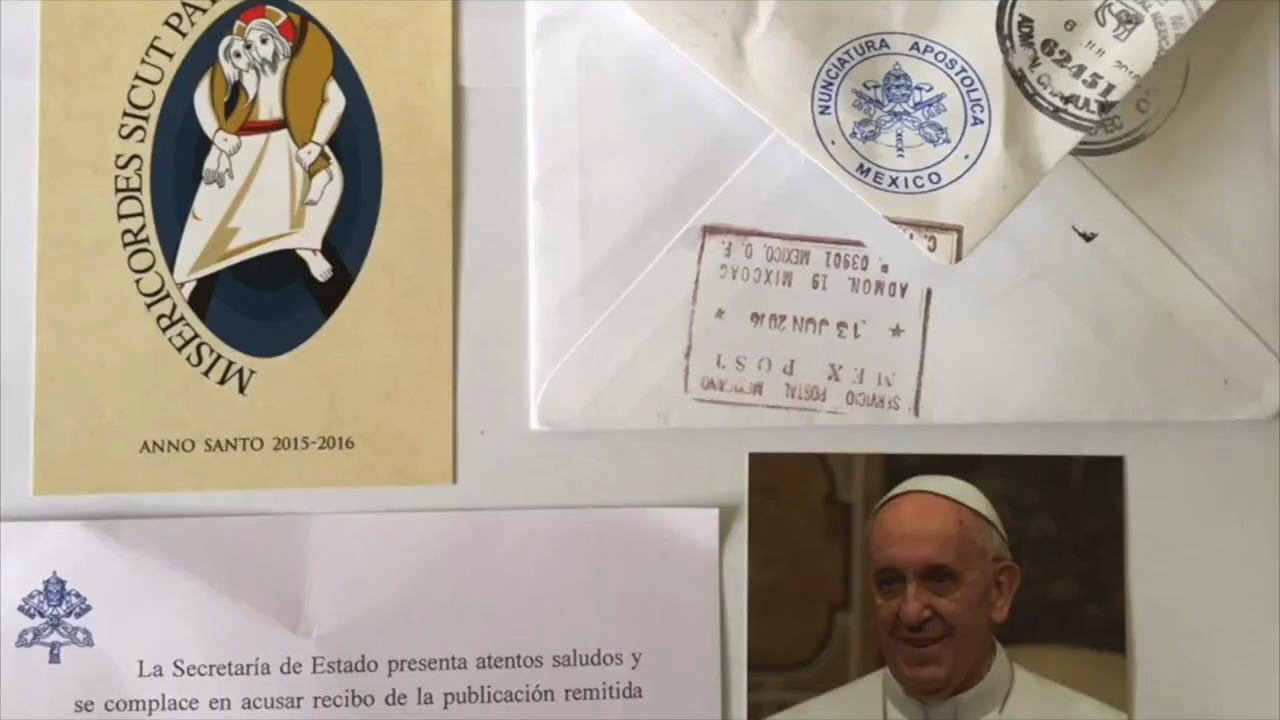 MISERICORDES SICUT
ANNO SANTO 2015-2016
NUNCIATURA APOSTOLICA
MEXICO
6
62451
SERVICIO POSTAL MEXICANO
MEX POST
13 JUN 2016
ADMON. 19 MIXCOAC
03901 MEXICO, D. F.
La Secretaría de Estado presenta atentos saludos y
se complace en acusar recibo de la publicación remitida